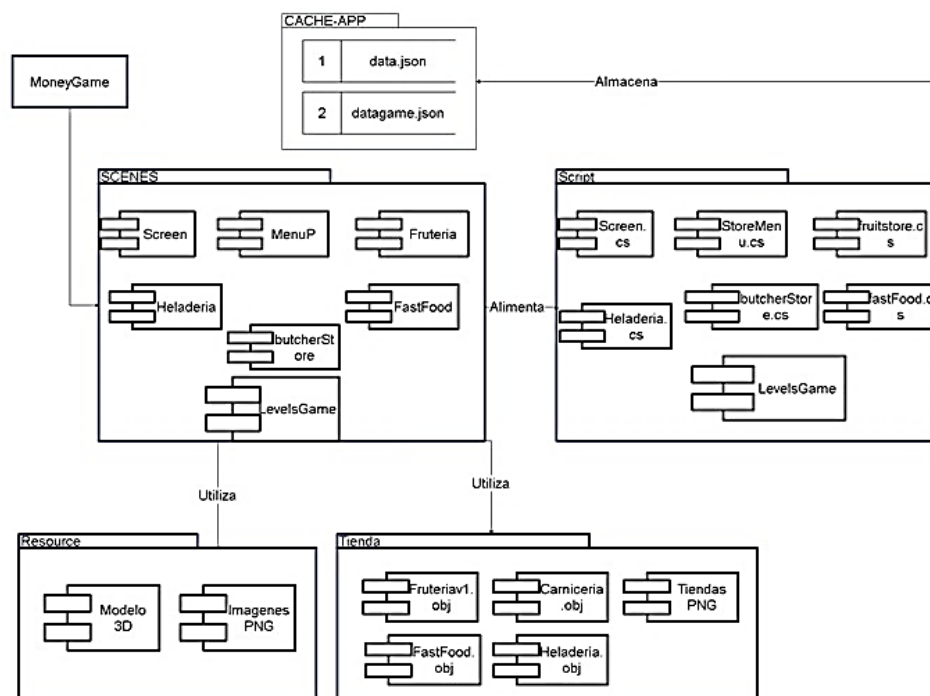 CACHE-APP
1 data.json
2 datagame.json
MoneyGame
Almacena
SCENES
Screen
MenuP
Fruteria
Heladeria
FastFood
butcherSt
ore
LevelsGame
Alimenta
Script
Screen.
cs
StoreMen
u.cs
fruitstore.c
s
Heladeria.
cs
butcherStor
e.cs
fastFood.c
s
LevelsGame
Utiliza
Utiliza
Resource
Modelo
3D
Imagenes
PNG
Tienda
Fruteriav1.
obj
Carniceria
.obj
Tiendas
PNG
FastFood.
obj
Heladeria.
obj